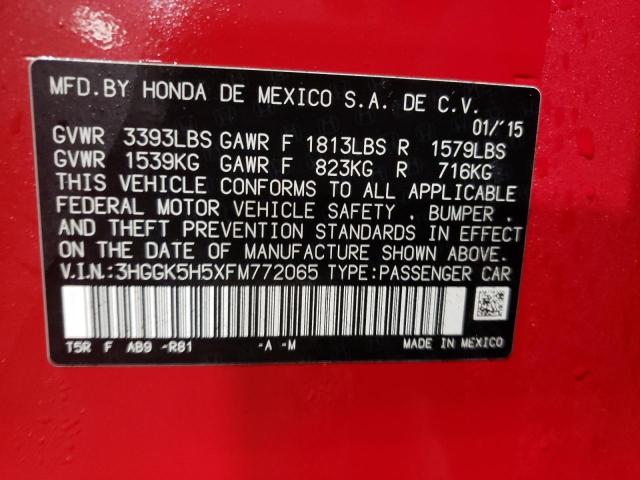 MFD.BY HONDA DE MEXICO S.A. DE C.V.
01/'15
GVWR 3393LBS GAWR F 1813LBS R 1579LBS
GVWR 1539KG GAWR F 823KG R 716KG
THIS VEHICLE CONFORMS TO ALL APPLICABLE
FEDERAL MOTOR VEHICLE SAFETY , BUMPER ,
AND THEFT PREVENTION STANDARDS IN EFFECT
ON THE DATE OF MANUFACTURE SHOWN ABOVE.
V.I.N.:3HGGK5H5XFM772065 TYPE:PASSENGER CAR
T5R F AB9 -R81 -A -M MADE IN MEXICO